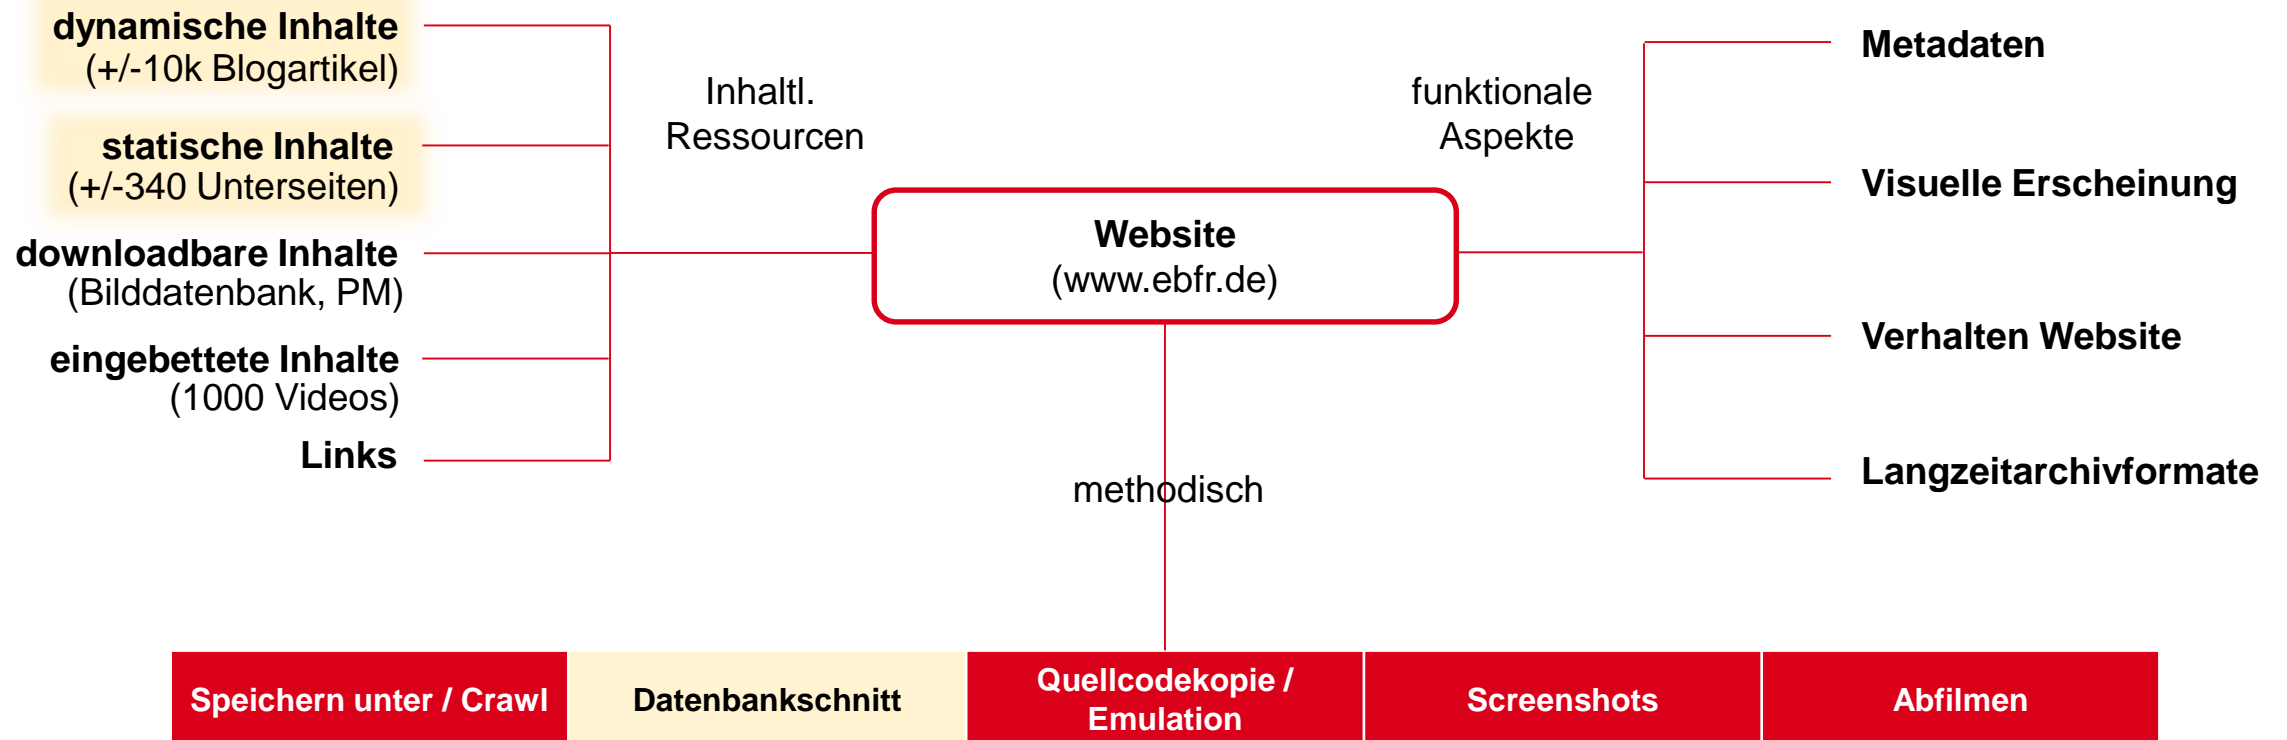 dynamische Inhalte
(+/-10k Blogartikel)
statische Inhalte
(+/-340 Unterseiten)
downloadbare Inhalte
(Bilddatenbank, PM)
eingebettete Inhalte
(1000 Videos)
Links
Inhaltl.
Ressourcen
Website
(www.ebfr.de)
methodisch
funktionale
Aspekte
Metadaten
Visuelle Erscheinung
Verhalten Website
Langzeitarchivformate
Speichern unter / Crawl
Datenbankschnitt
Quellcodekopie /
Emulation
Screenshots
Abfilmen